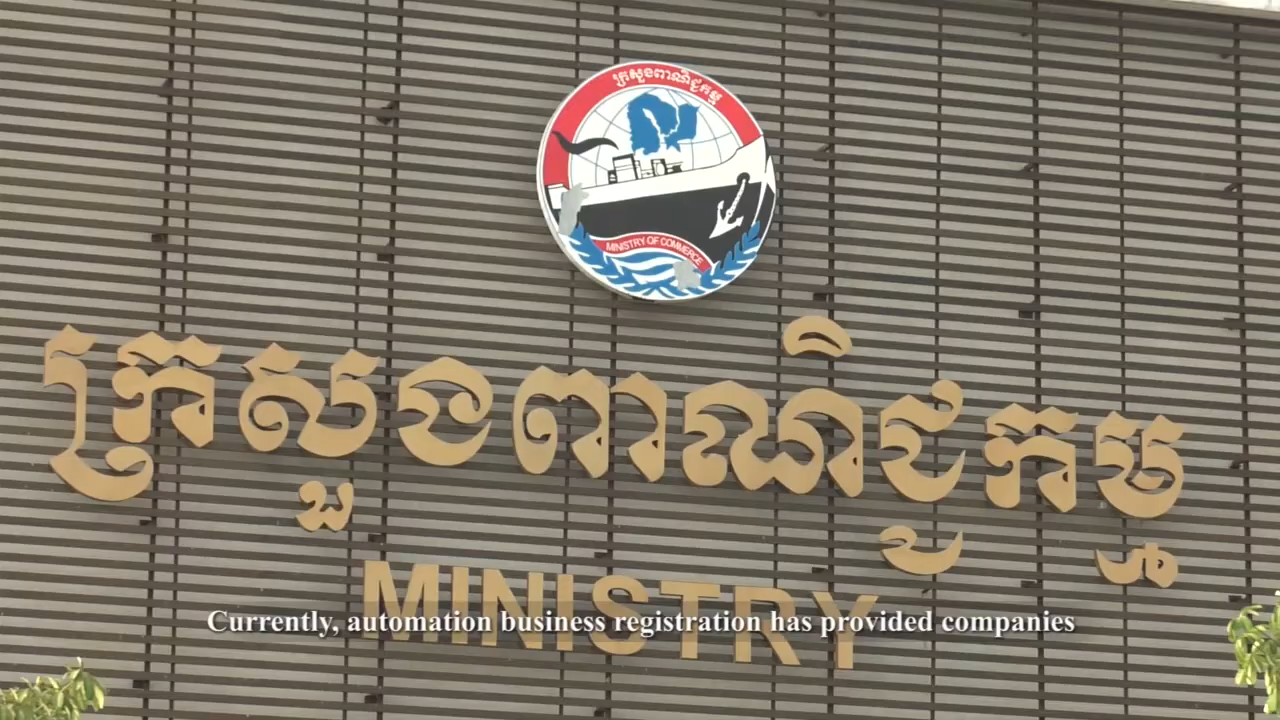 ក្រសួងពាណិជ្ជកម្ម
MINISTRY OF COMMERCE
ក្រសួងពាណិជ្ជកម្ម
MINISTRY
Currently, automation business registration has provided companies